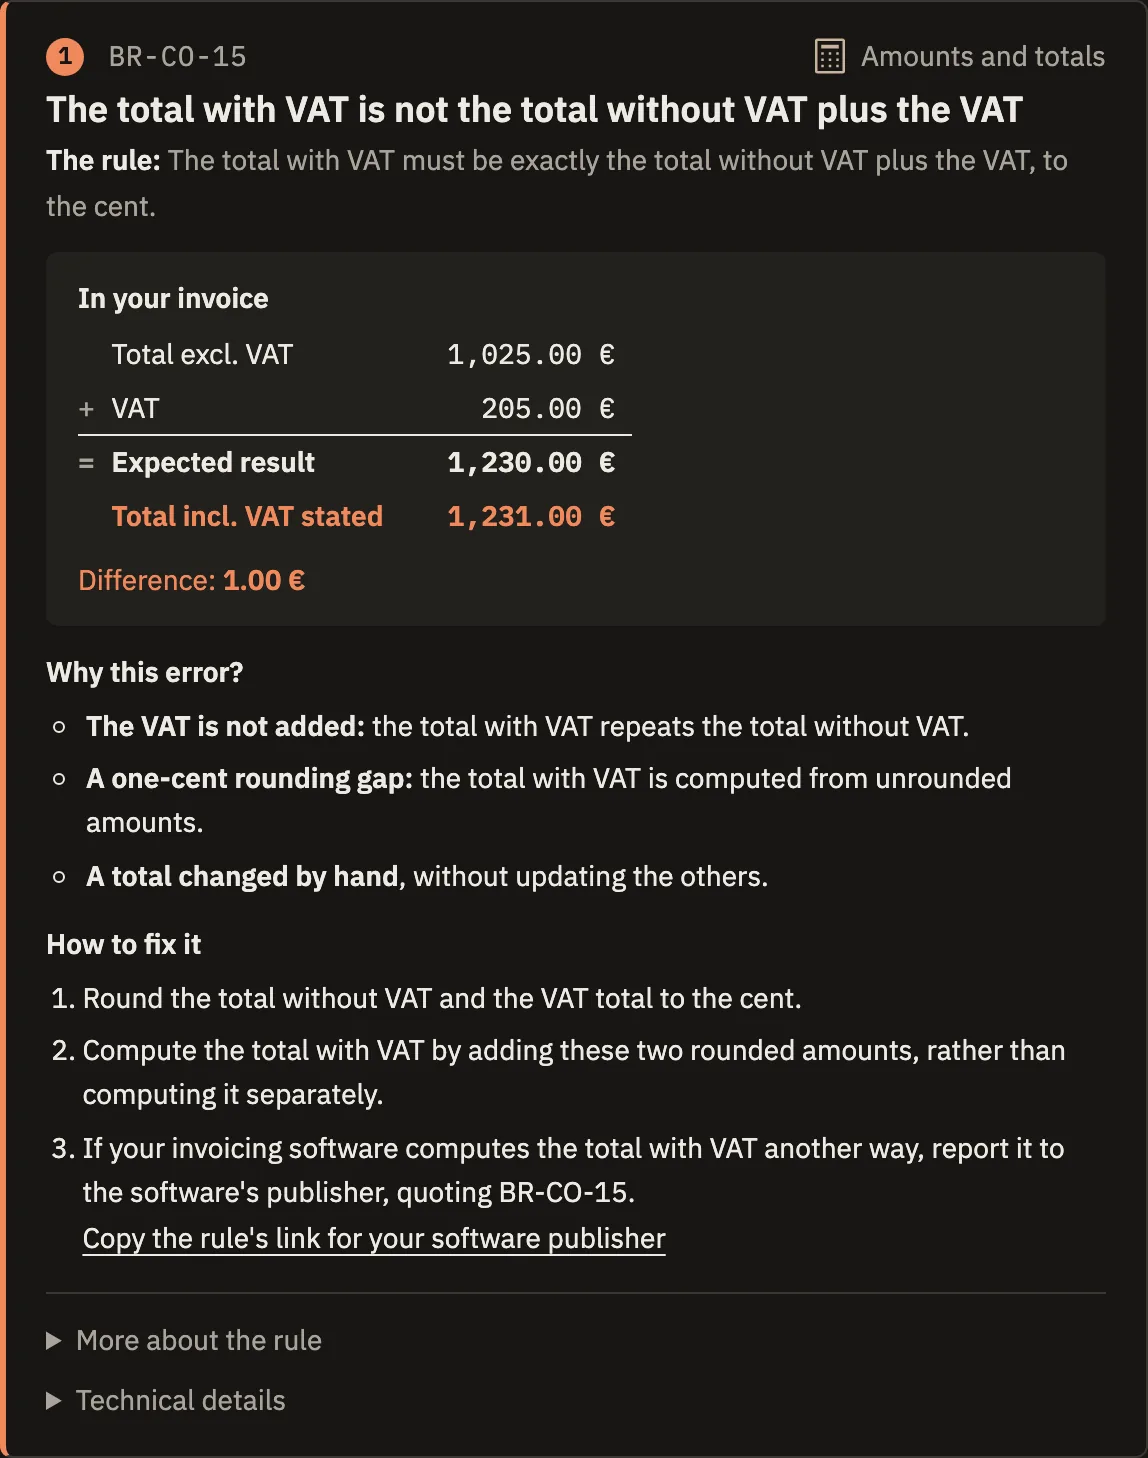 1 BR-CO-15 Amounts and totals
The total with VAT is not the total without VAT plus the VAT
The rule: The total with VAT must be exactly the total without VAT plus the VAT, to
the cent.
In your invoice
Total excl. VAT 1,025.00 €
+ VAT 205.00 €
= Expected result 1,230.00 €
Total incl. VAT stated 1,231.00 €
Difference: 1.00 €
Why this error?
The VAT is not added: the total with VAT repeats the total without VAT.
A one-cent rounding gap: the total with VAT is computed from unrounded
amounts.
A total changed by hand, without updating the others.
How to fix it
1. Round the total without VAT and the VAT total to the cent.
2. Compute the total with VAT by adding these two rounded amounts, rather than
computing it separately.
3. If your invoicing software computes the total with VAT another way, report it to
the software's publisher, quoting BR-CO-15.
Copy the rule's link for your software publisher
More about the rule
Technical details